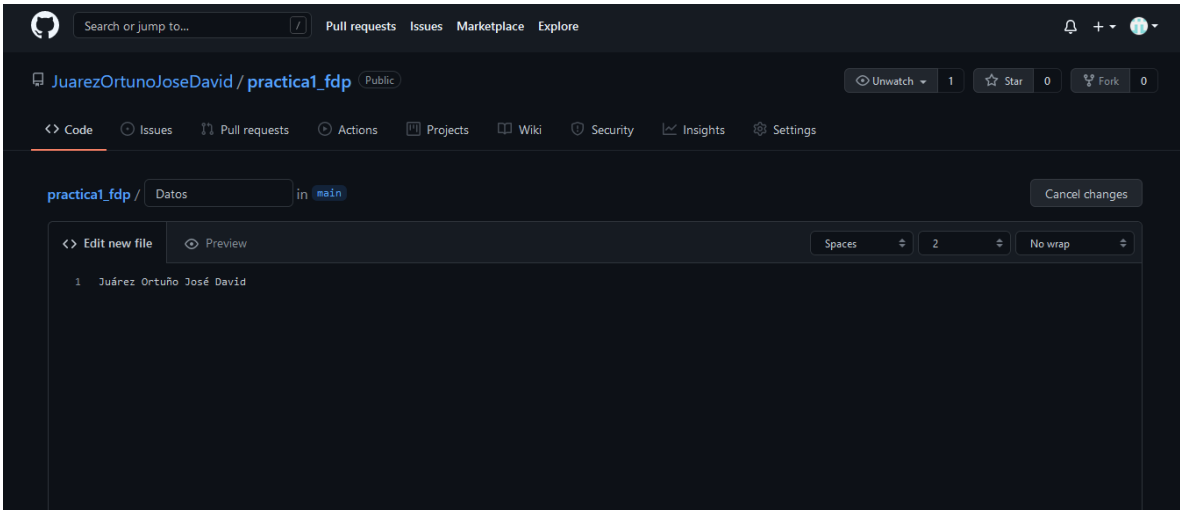 Search or jump to... / Pull requests Issues Marketplace Explore
JuarezOrtunoJoseDavid / practica1_fdp Public Unwatch 1 Star 0 Fork 0
<> Code Issues Pull requests Actions Projects Wiki Security Insights Settings
practica1_fdp / Datos in main Cancel changes
<> Edit new file Preview Spaces 2 No wrap
1 Juárez Ortuño José David